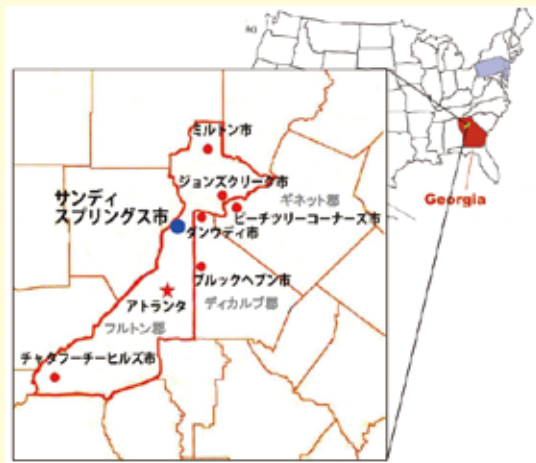 ミルトン市
ジョンズクリーク市
サンディ
スプリングス市
ギネット郡
ピーチツリーコーナーズ市
ダンウディ市
ブルックヘブン市
アトランタ
ディカルブ郡
フルトン郡
チャタフーチーヒルズ市
Georgia